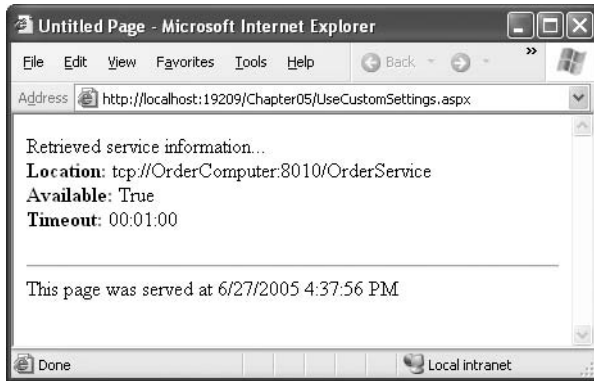 Untitled Page - Microsoft Internet Explorer
File Edit View Favorites Tools Help Back »
Address http://localhost:19209/Chapter05/UseCustomSettings.aspx
Retrieved service information...
Location: tcp://OrderComputer:8010/OrderService
Available: True
Timeout: 00:01:00
This page was served at 6/27/2005 4:37:56 PM
Done Local intranet